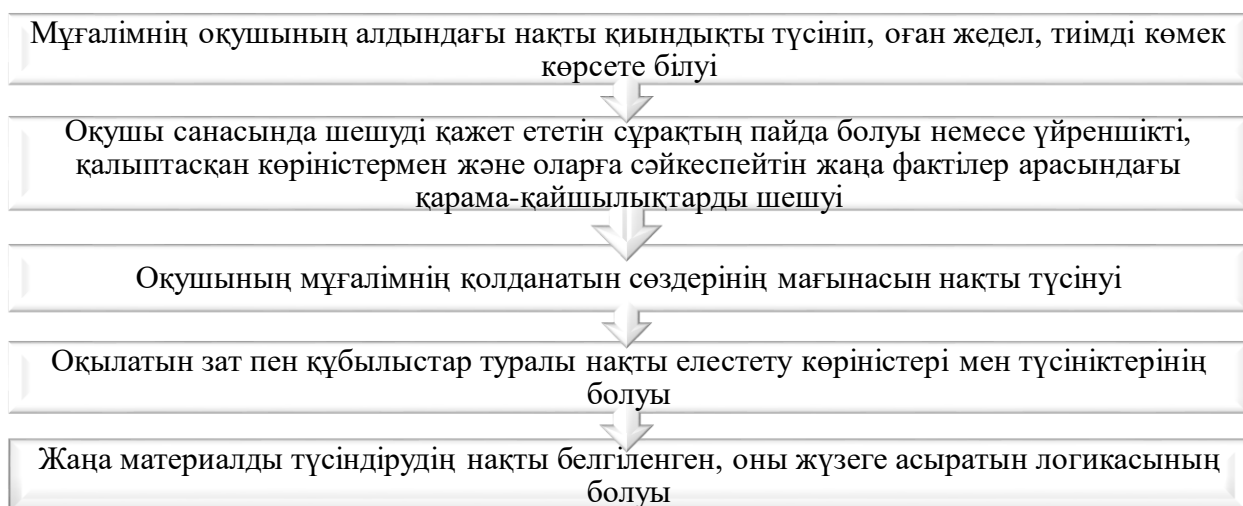 Мұғалімнің оқушының алдындағы нақты қиындықты түсініп, оған жедел, тиімді көмек
көрсете білуі
Оқушы санасында шешуді қажет ететін сұрақтың пайда болуы немесе үйреншікті,
қалыптасқан көріністермен және оларға сәйкеспейтін жаңа фактілер арасындағы
қарама-қайшылықтарды шешуі
Оқушының мұғалімнің қолданатын сөздерінің мағынасын нақты түсінуі
Оқылатын зат пен құбылыстар туралы нақты елестету көріністері мен түсініктерінің
болуы
Жаңа материалды түсіндірудің нақты белгіленген, оны жүзеге асыратын логикасының
болуы